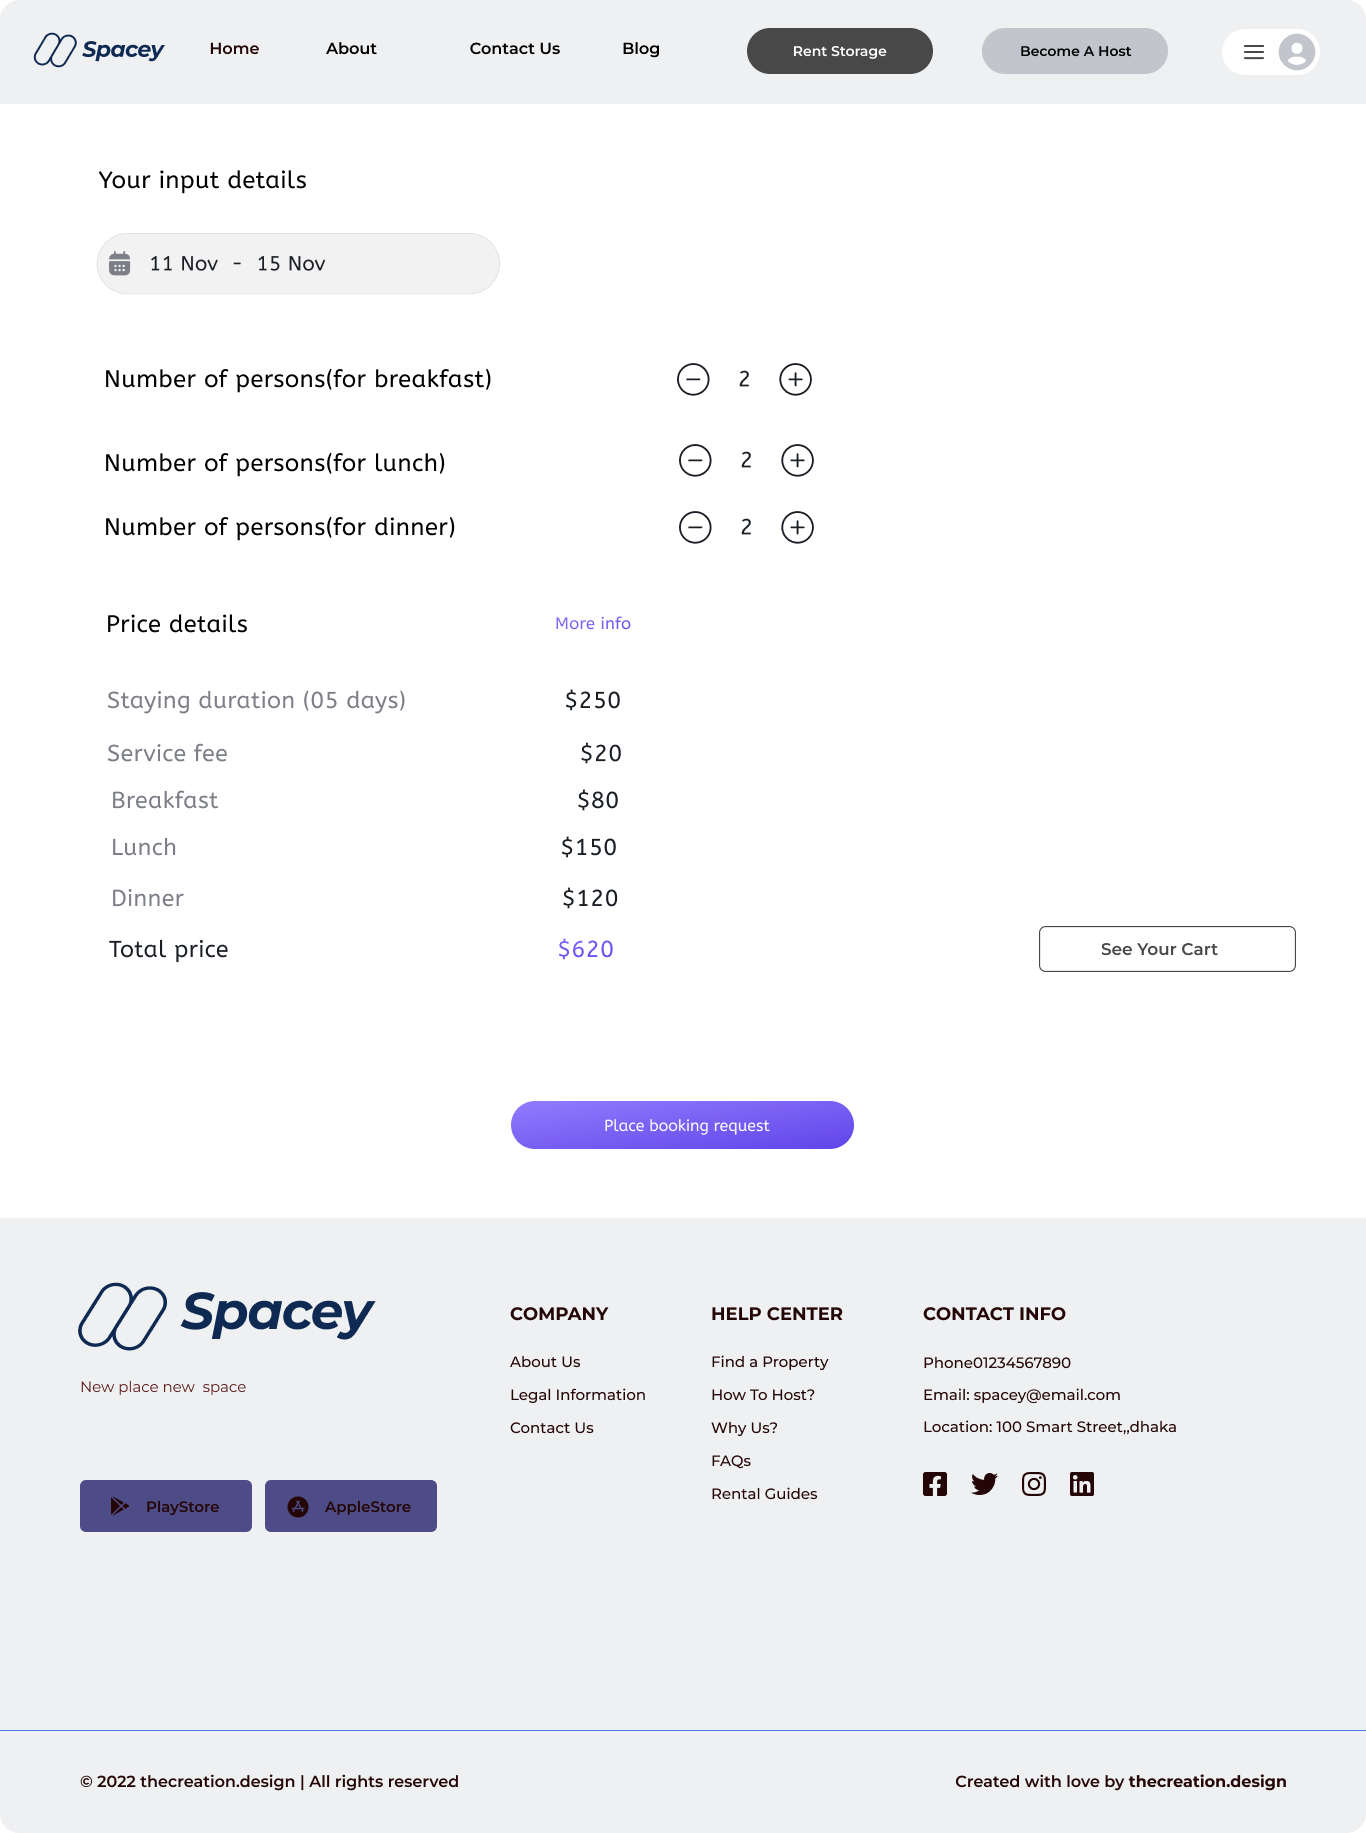 Spacey Home About Contact Us Blog Rent Storage Become A Host
Your input details
11 Nov - 15 Nov
Number of persons(for breakfast) 2
Number of persons(for lunch) 2
Number of persons(for dinner) 2
Price details More info
Staying duration (05 days) $250
Service fee $20
Breakfast $80
Lunch $150
Dinner $120
Total price $620
See Your Cart
Place booking request
Spacey
New place new space
PlayStore AppleStore
COMPANY
About Us
Legal Information
Contact Us
HELP CENTER
Find a Property
How To Host?
Why Us?
FAQs
Rental Guides
CONTACT INFO
Phone01234567890
Email: spacey@email.com
Location: 100 Smart Street,,dhaka
© 2022 thecreation.design | All rights reserved
Created with love by thecreation.design